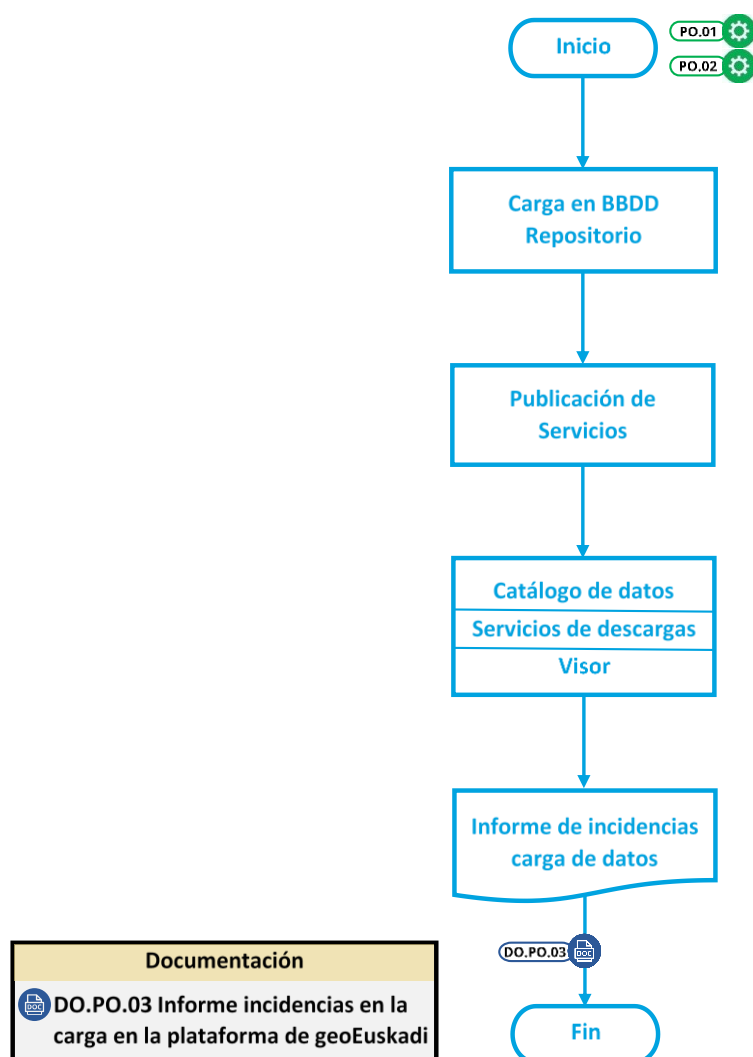 Inicio
PO.01
PO.02
Carga en BBDD
Repositorio
Publicación de
Servicios
Catálogo de datos
Servicios de descargas
Visor
Informe de incidencias
carga de datos
DO.PO.03
DOC
Documentación
DOC
DO.PO.03 Informe incidencias en la
carga en la plataforma de geoEuskadi
Fin